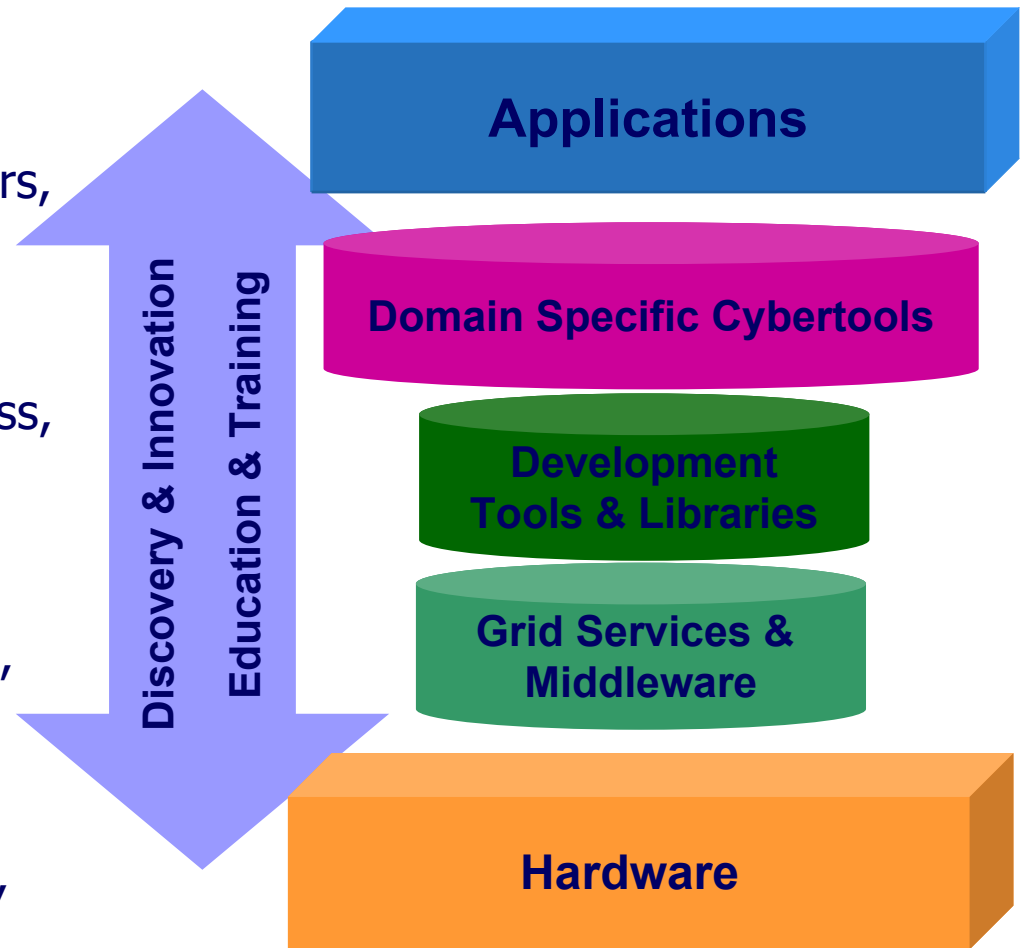 Applications
Domain Specific Cybertools
Development
Tools & Libraries
Grid Services &
Middleware
Hardware
Discovery & Innovation
Education & Training